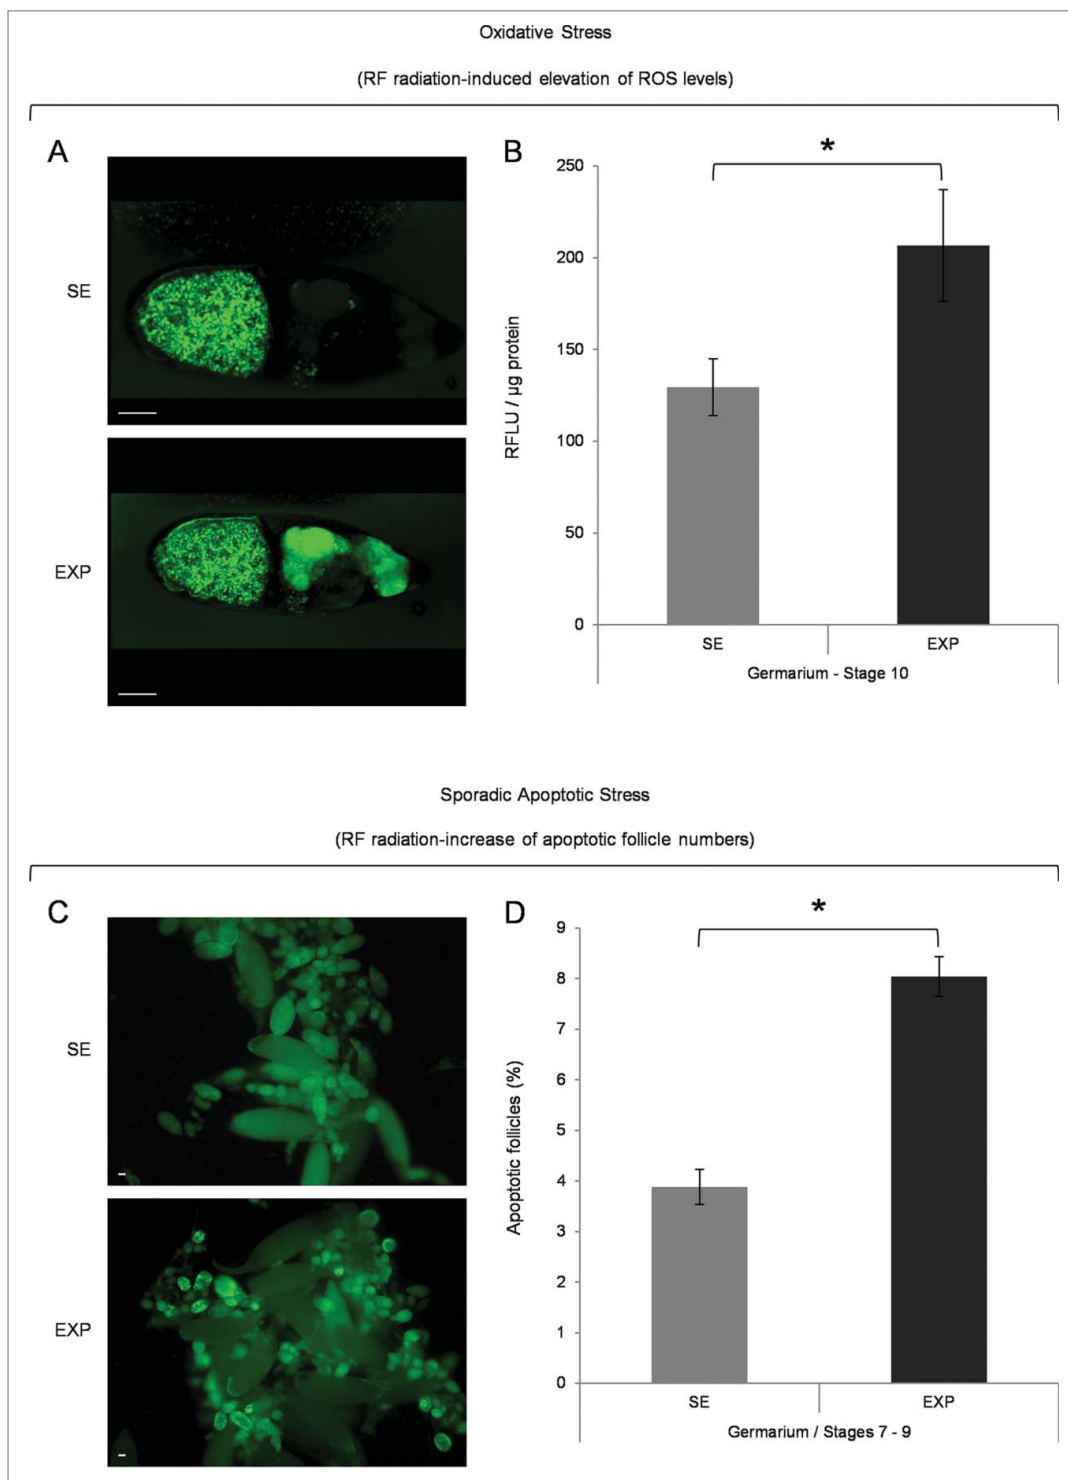 Oxidative Stress
(RF radiation-induced elevation of ROS levels)
A
SE
EXP
B
*
250
200
150
100
50
0
RFLU / µg protein
SE EXP
Germarium - Stage 10
Sporadic Apoptotic Stress
(RF radiation-increase of apoptotic follicle numbers)
C
SE
EXP
D
*
9
8
7
6
5
4
3
2
1
0
Apoptotic follicles (%)
SE EXP
Germarium / Stages 7 - 9